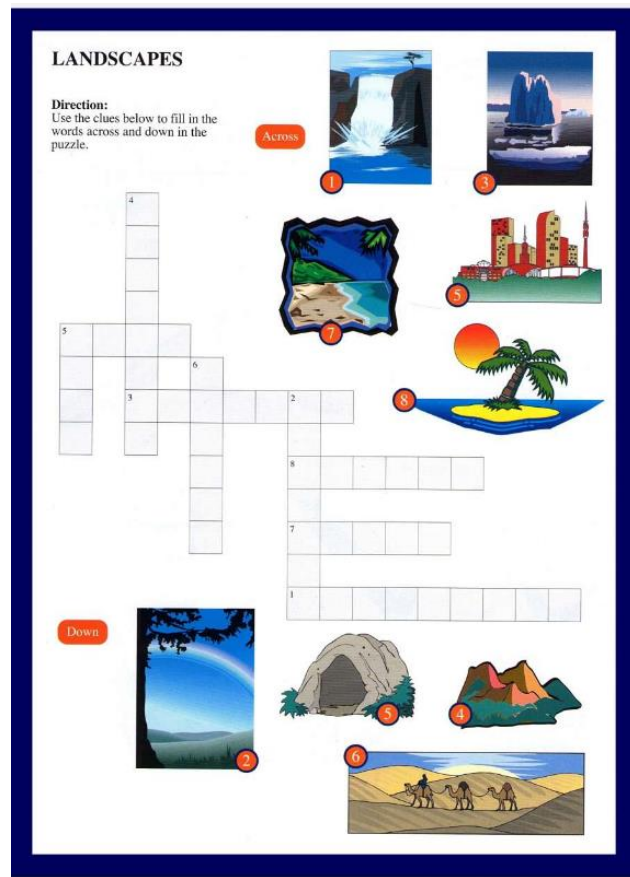 LANDSCAPES
Direction:
Use the clues below to fill in the
words across and down in the
puzzle.
Across
1
3
4
5
7
5
6
3
2
8
8
7
1
Down
5
4
2
6